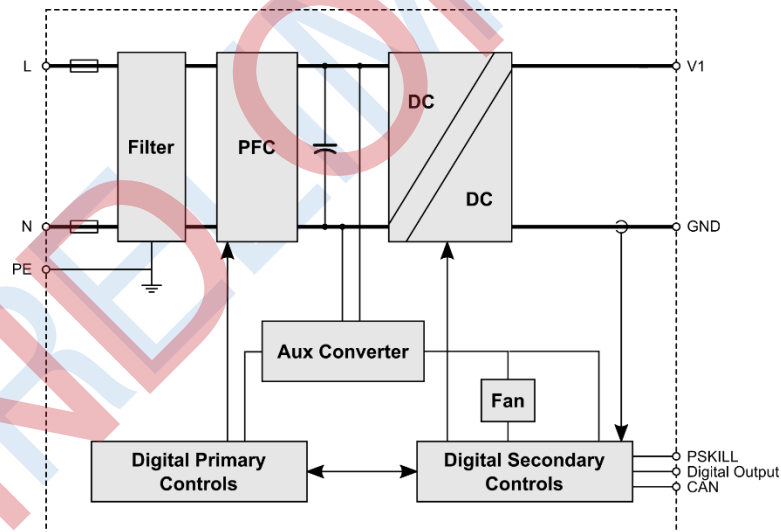 L
V1
DC
Filter
PFC
DC
N
GND
PE
Aux Converter
Fan
Digital Primary
Controls
Digital Secondary
Controls
PSKILL
Digital Output
CAN